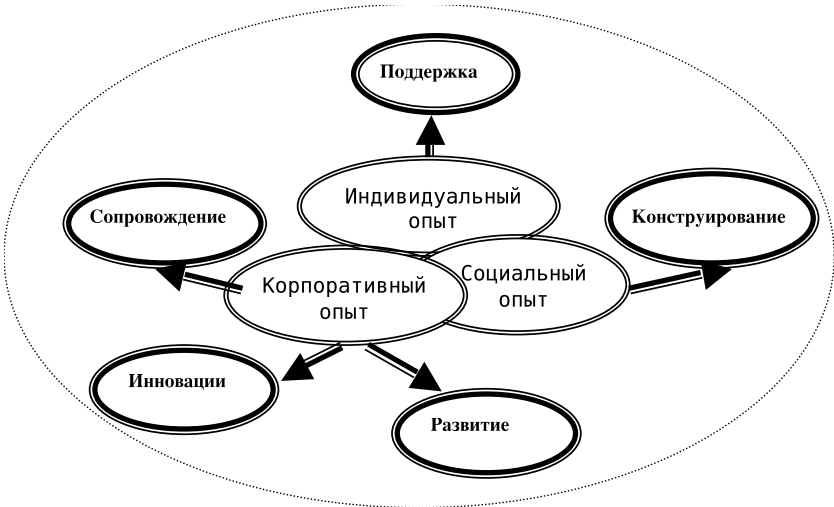 Поддержка
Индивидуальный
опыт
Сопровождение
Конструирование
Корпоративный
опыт
Социальный
опыт
Инновации
Развитие